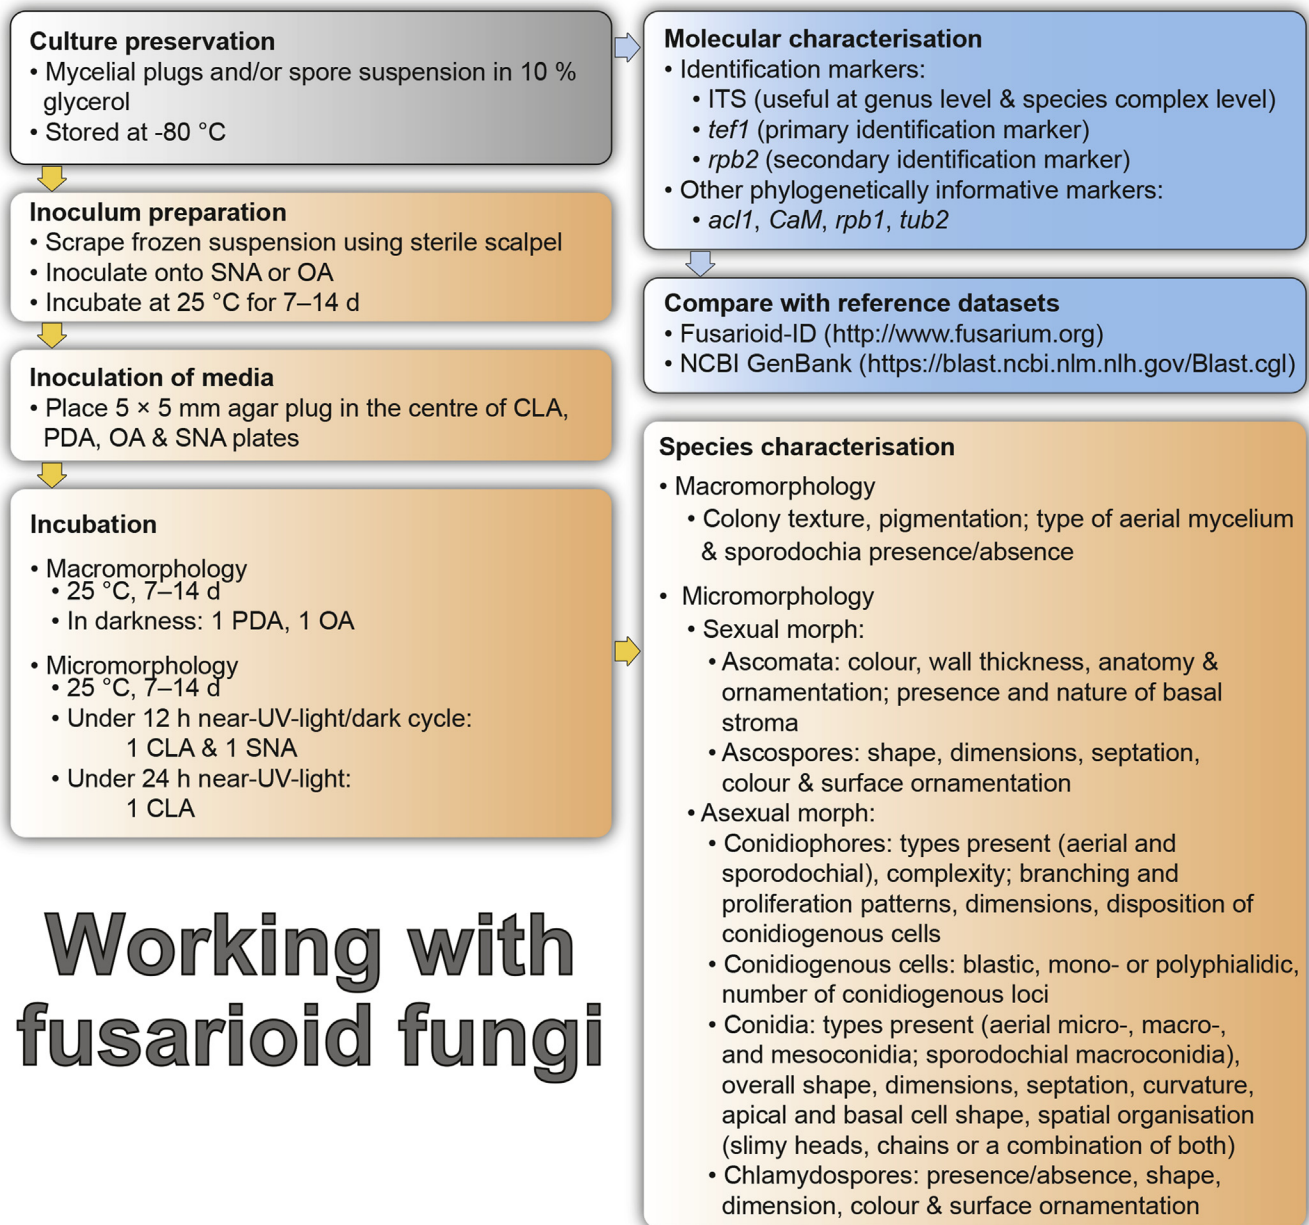 Culture preservation
• Mycelial plugs and/or spore suspension in 10 %
glycerol
• Stored at -80 °C
Inoculum preparation
• Scrape frozen suspension using sterile scalpel
• Inoculate onto SNA or OA
• Incubate at 25 °C for 7–14 d
Inoculation of media
• Place 5 × 5 mm agar plug in the centre of CLA,
PDA, OA & SNA plates
Incubation
• Macromorphology
• 25 °C, 7–14 d
• In darkness: 1 PDA, 1 OA
• Micromorphology
• 25 °C, 7–14 d
• Under 12 h near-UV-light/dark cycle:
1 CLA & 1 SNA
• Under 24 h near-UV-light:
1 CLA
Working with
fusarioid fungi
Molecular characterisation
• Identification markers:
• ITS (useful at genus level & species complex level)
• tef1 (primary identification marker)
• rpb2 (secondary identification marker)
• Other phylogenetically informative markers:
• acl1, CaM, rpb1, tub2
Compare with reference datasets
• Fusarioid-ID (http://www.fusarium.org)
• NCBI GenBank (https://blast.ncbi.nlm.nlh.gov/Blast.cgl)
Species characterisation
• Macromorphology
• Colony texture, pigmentation; type of aerial mycelium
& sporodochia presence/absence
• Micromorphology
• Sexual morph:
• Ascomata: colour, wall thickness, anatomy &
ornamentation; presence and nature of basal
stroma
• Ascospores: shape, dimensions, septation,
colour & surface ornamentation
• Asexual morph:
• Conidiophores: types present (aerial and
sporodochial), complexity; branching and
proliferation patterns, dimensions, disposition of
conidiogenous cells
• Conidiogenous cells: blastic, mono- or polyphialidic,
number of conidiogenous loci
• Conidia: types present (aerial micro-, macro-,
and mesoconidia; sporodochial macroconidia),
overall shape, dimensions, septation, curvature,
apical and basal cell shape, spatial organisation
(slimy heads, chains or a combination of both)
• Chlamydospores: presence/absence, shape,
dimension, colour & surface ornamentation